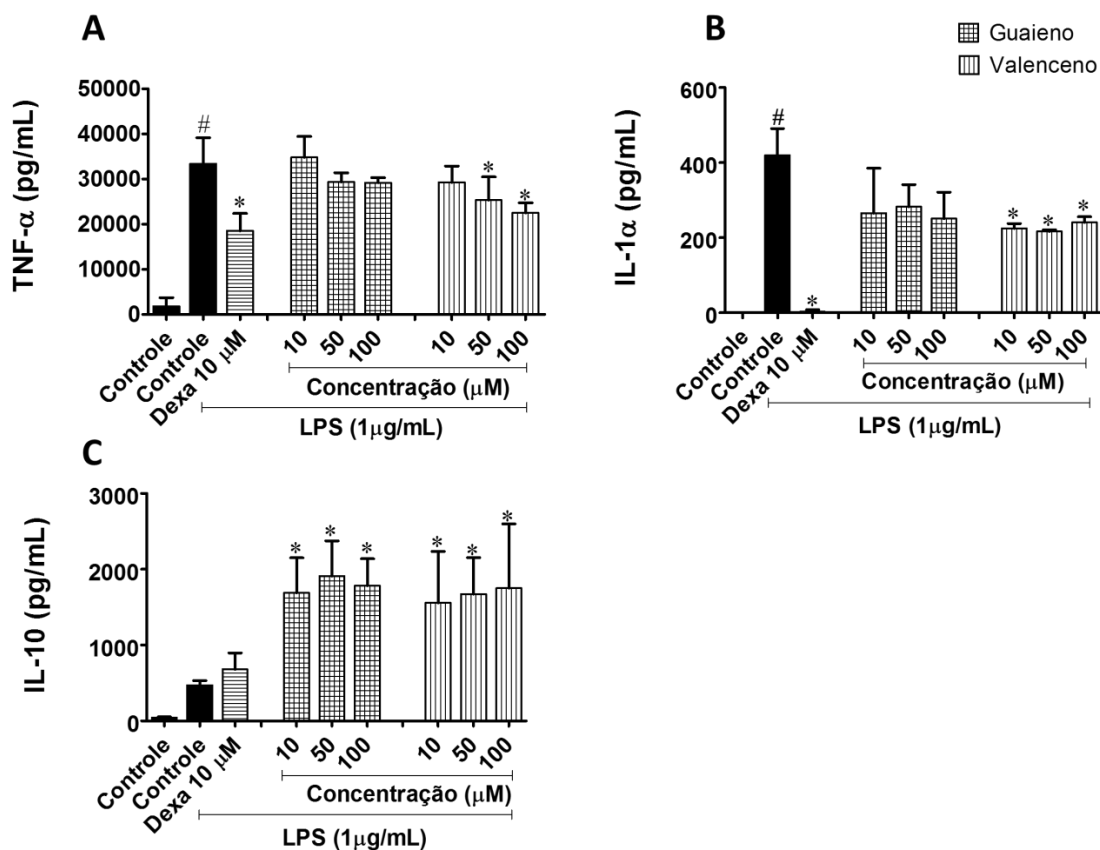 A
TNF-α (pg/mL)
50000
40000
30000
20000
10000
0
#
*
*
*
Controle
Controle
Dexa 10 μM
10
50
100
10
50
100
Concentração (μM)
LPS (1μg/mL)
B
Guaieno
Valenceno
IL-1α (pg/mL)
600
400
200
0
#
*
*
*
*
Controle
Controle
Dexa 10 μM
10
50
100
10
50
100
Concentração (μM)
LPS (1μg/mL)
C
IL-10 (pg/mL)
3000
2000
1000
0
*
*
*
*
*
*
Controle
Controle
Dexa 10 μM
10
50
100
10
50
100
Concentração (μM)
LPS (1μg/mL)